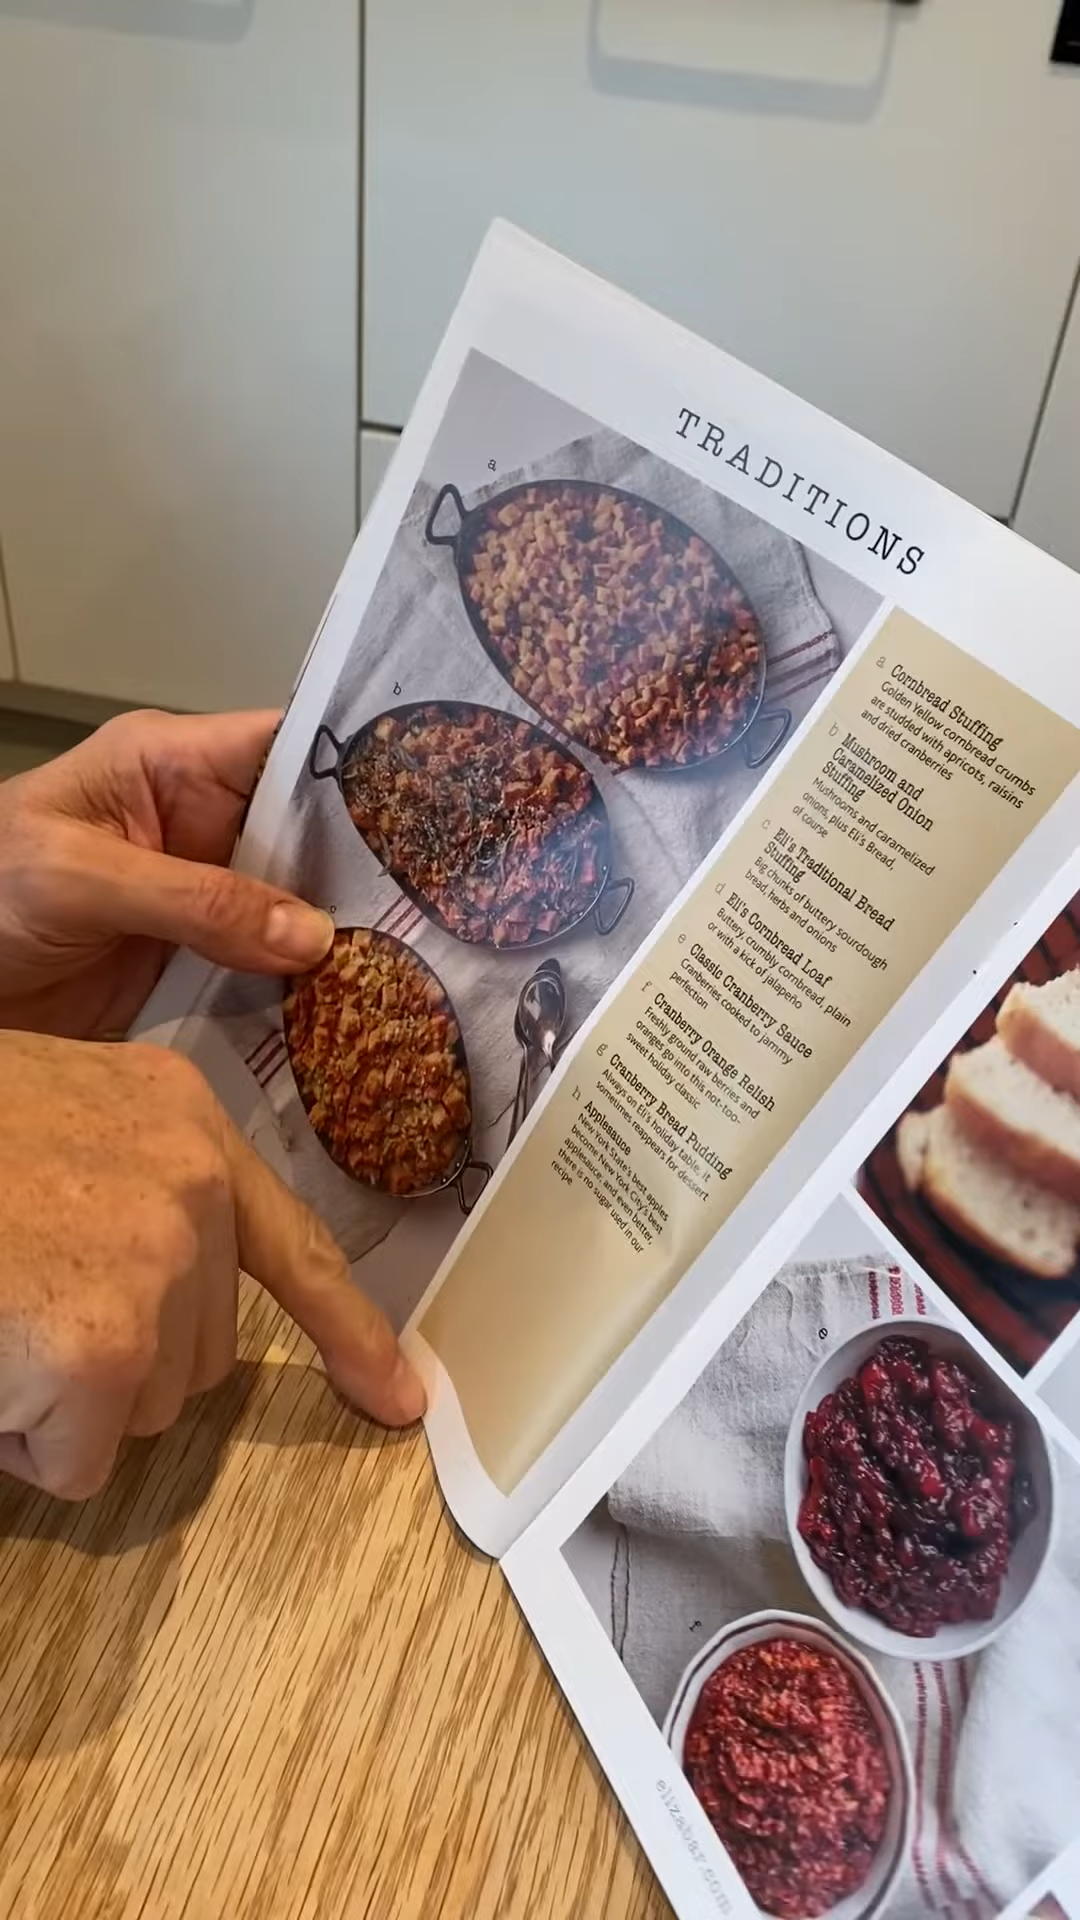 TRADITIONS
a
b
a Cornbread Stuffing
Golden Yellow cornbread crumbs
are studded with apricots, raisins
and dried cranberries
b Mushroom and
Caramelized Onion
Stuffing
Mushrooms and caramelized
onions, plus Eli's Bread,
of course
c Eli's Traditional Bread
Stuffing
Big chunks of buttery sourdough
bread, herbs and onions
d Eli's Cornbread Loaf
Buttery, crumbly cornbread, plain
or with a kick of jalapeño
e Classic Cranberry Sauce
Cranberries cooked to jammy
perfection
f Cranberry Orange Relish
Freshly ground raw berries and
oranges go into this not-too-
sweet holiday classic
g Cranberry Bread Pudding
Always on Eli's holiday table, it
sometimes reappears for dessert
h Applesauce
New York State's best apples
become New York City's best
applesauce, and even better,
there is no sugar used in our
recipe
e
f
elizabar.com